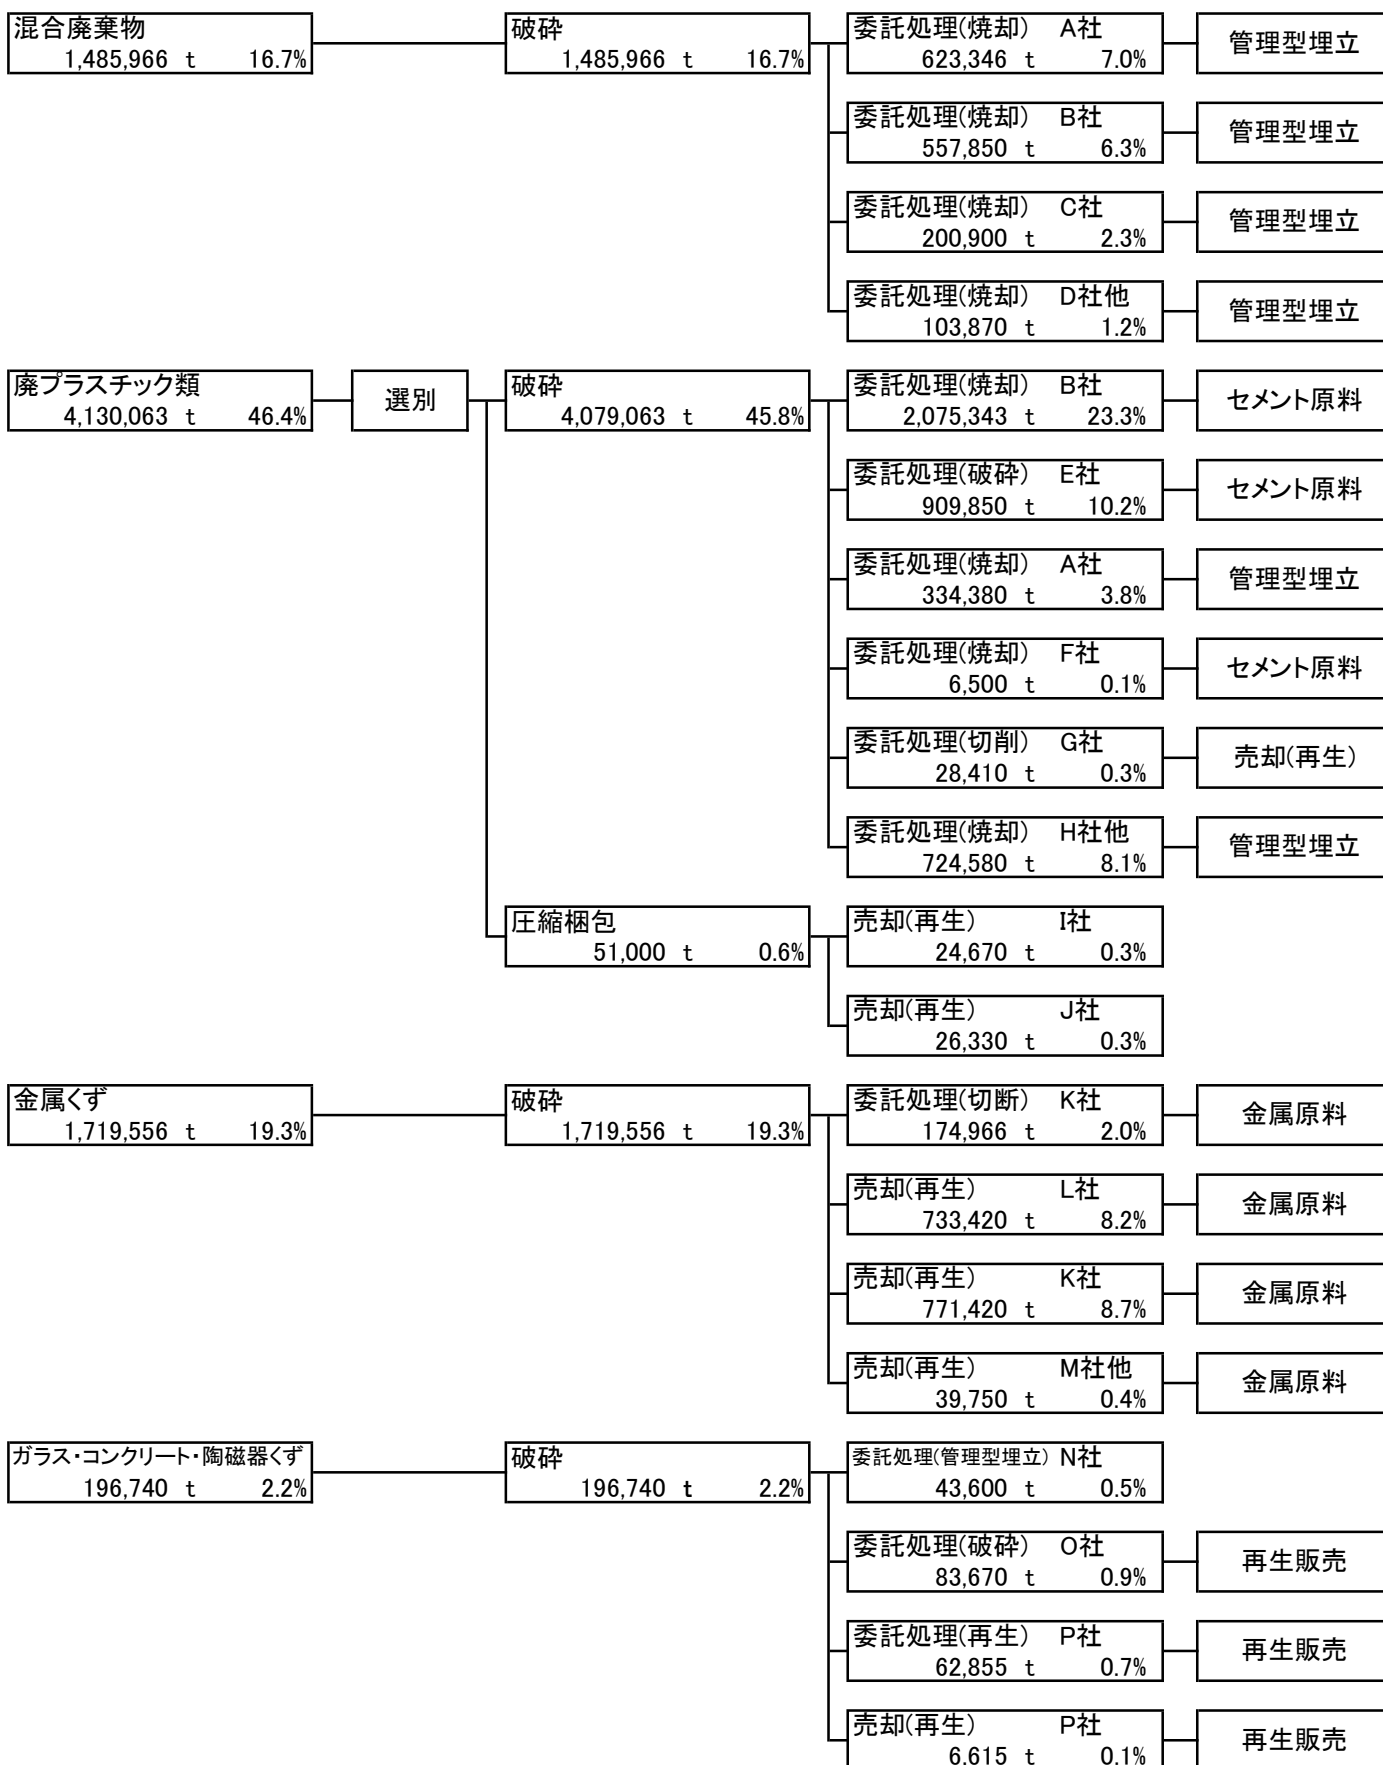 混合廃棄物
1,485,966 t 16.7%
破砕
1,485,966 t 16.7%
委託処理(焼却) A社
623,346 t 7.0%
管理型埋立
委託処理(焼却) B社
557,850 t 6.3%
管理型埋立
委託処理(焼却) C社
200,900 t 2.3%
管理型埋立
委託処理(焼却) D社他
103,870 t 1.2%
管理型埋立
廃プラスチック類
4,130,063 t 46.4%
選別
破砕
4,079,063 t 45.8%
委託処理(焼却) B社
2,075,343 t 23.3%
セメント原料
委託処理(破砕) E社
909,850 t 10.2%
セメント原料
委託処理(焼却) A社
334,380 t 3.8%
管理型埋立
委託処理(焼却) F社
6,500 t 0.1%
セメント原料
委託処理(切削) G社
28,410 t 0.3%
売却(再生)
委託処理(焼却) H社他
724,580 t 8.1%
管理型埋立
圧縮梱包
51,000 t 0.6%
売却(再生) I社
24,670 t 0.3%
売却(再生) J社
26,330 t 0.3%
金属くず
1,719,556 t 19.3%
破砕
1,719,556 t 19.3%
委託処理(切断) K社
174,966 t 2.0%
金属原料
売却(再生) L社
733,420 t 8.2%
金属原料
売却(再生) K社
771,420 t 8.7%
金属原料
売却(再生) M社他
39,750 t 0.4%
金属原料
ガラス・コンクリート・陶磁器くず
196,740 t 2.2%
破砕
196,740 t 2.2%
委託処理(管理型埋立) N社
43,600 t 0.5%
委託処理(破砕) O社
83,670 t 0.9%
再生販売
委託処理(再生) P社
62,855 t 0.7%
再生販売
売却(再生) P社
6,615 t 0.1%
再生販売